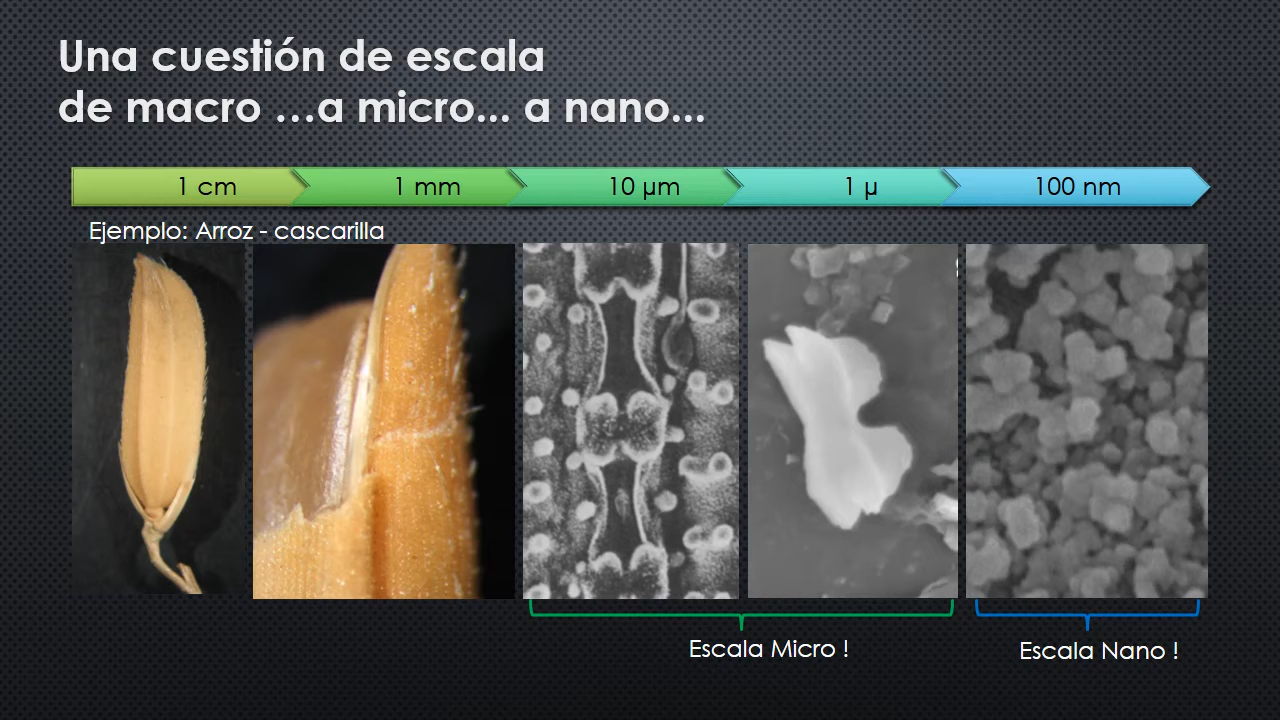 Una cuestión de escala
de macro …a micro... a nano...
1 cm
1 mm
10 µm
1 µ
100 nm
Ejemplo: Arroz - cascarilla
Escala Micro !
Escala Nano !